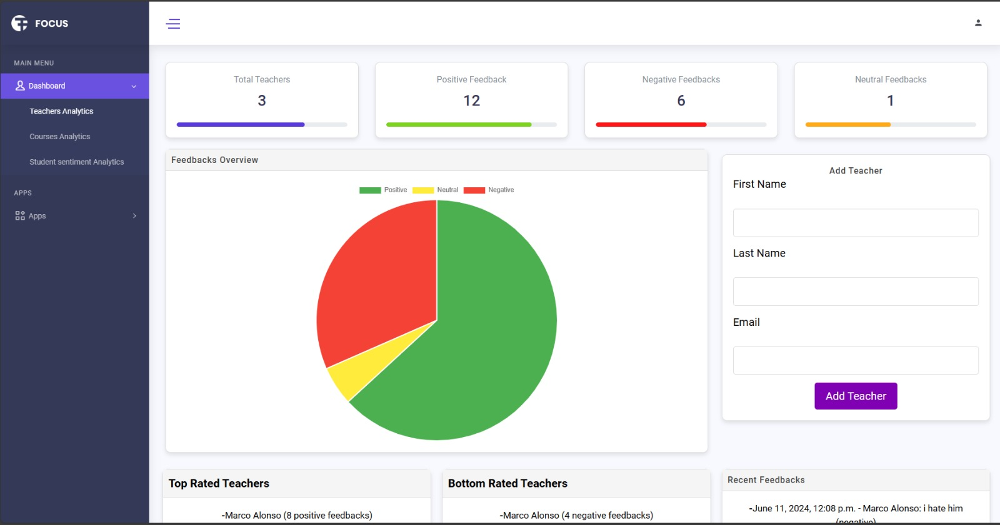 FOCUS
MAIN MENU
Dashboard
Teachers Analytics
Courses Analytics
Student sentiment Analytics
APPS
Apps
Total Teachers
3
Positive Feedback
12
Negative Feedbacks
6
Neutral Feedbacks
1
Feedbacks Overview
Positive Neutral Negative
Add Teacher
First Name
Last Name
Email
Add Teacher
Top Rated Teachers
-Marco Alonso (8 positive feedbacks)
Bottom Rated Teachers
-Marco Alonso (4 negative feedbacks)
Recent Feedbacks
-June 11, 2024, 12:08 p.m. - Marco Alonso: i hate him
(negative)